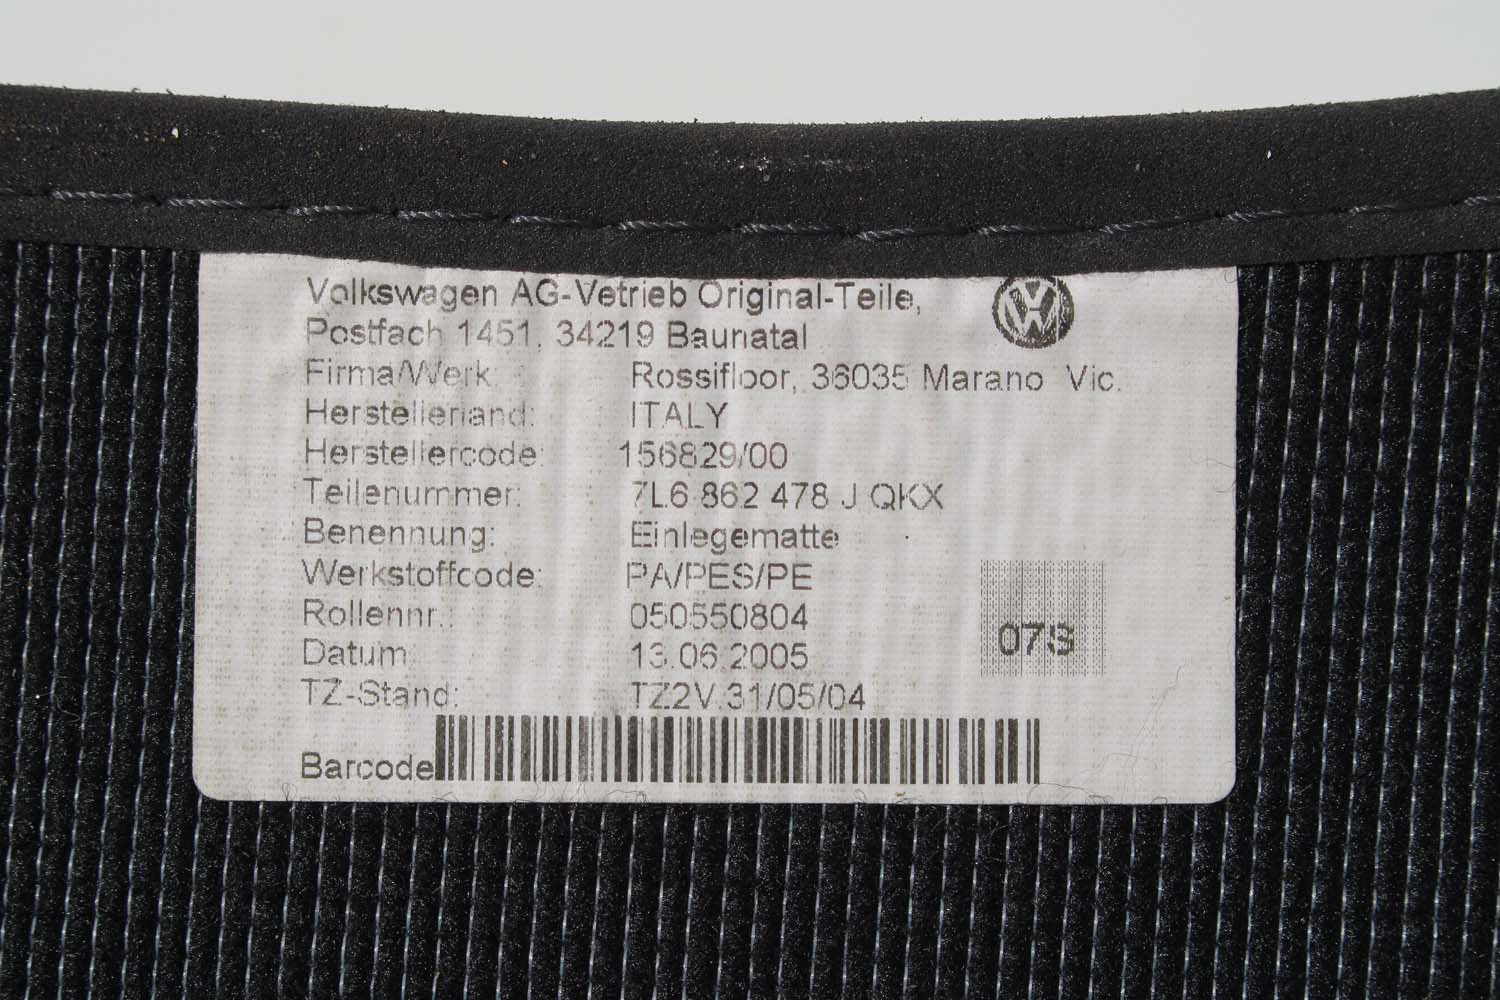 Volkswagen AG-Vetrieb Original-Teile,
Postfach 1451, 34219 Baunatal
Firma/Werk: Rossifloor, 36035 Marano Vic.
Herstellerland: ITALY
Herstellercode: 156829/00
Teilenummer: 7L6 862 478 J QKX
Benennung: Einlegematte
Werkstoffcode: PA/PES/PE
Rollennr.: 050550804
Datum 13.06.2005
07S
TZ-Stand: TZ2V 31/05/04
Barcode